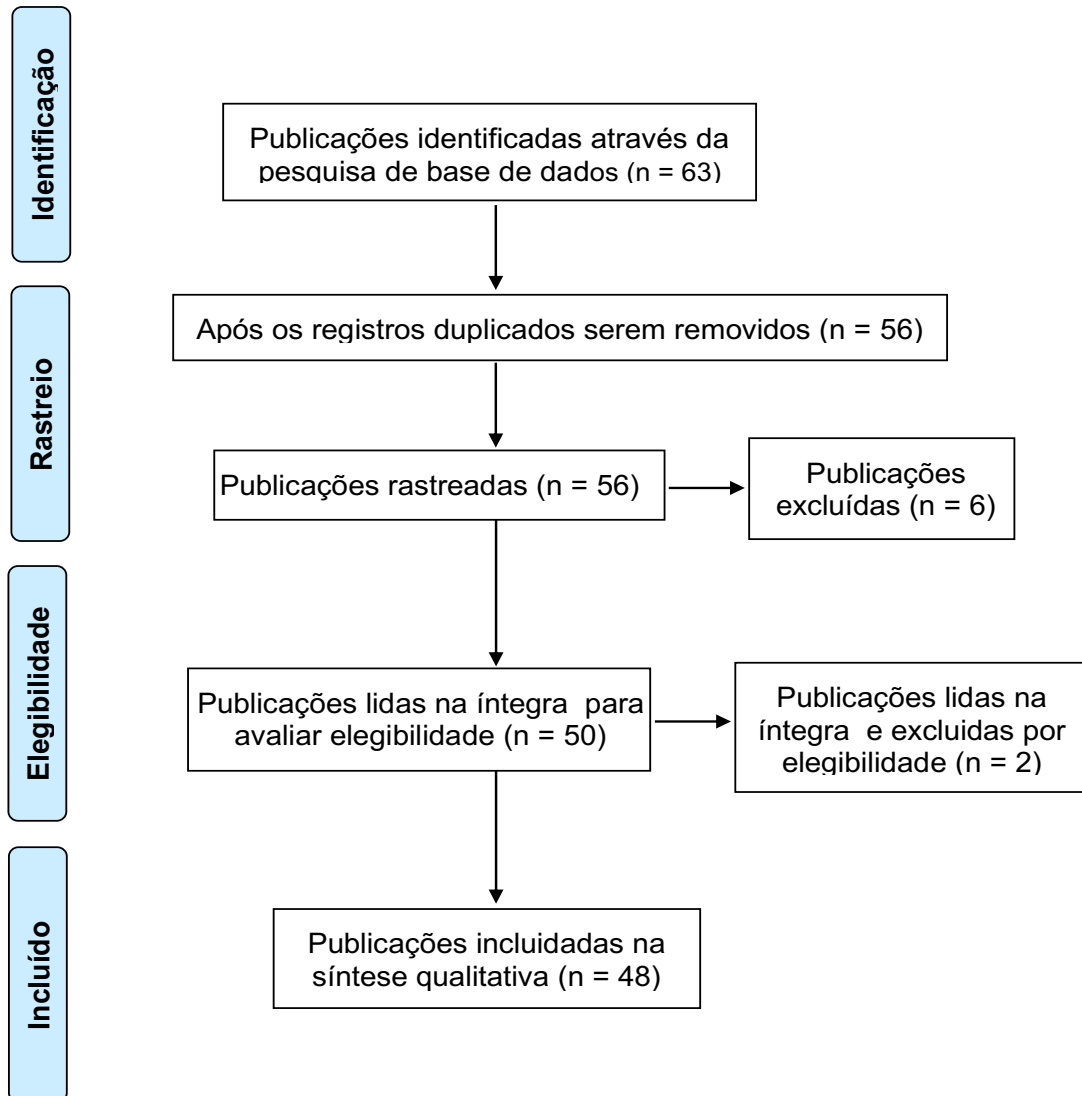 Identificação
Publicações identificadas através da
pesquisa de base de dados (n = 63)
Após os registros duplicados serem removidos (n = 56)
Rastreio
Publicações rastreadas (n = 56)
Publicações
excluídas (n = 6)
Elegibilidade
Publicações lidas na íntegra para
avaliar elegibilidade (n = 50)
Publicações lidas na
íntegra e excluidas por
elegibilidade (n = 2)
Incluído
Publicações incluidadas na
síntese qualitativa (n = 48)